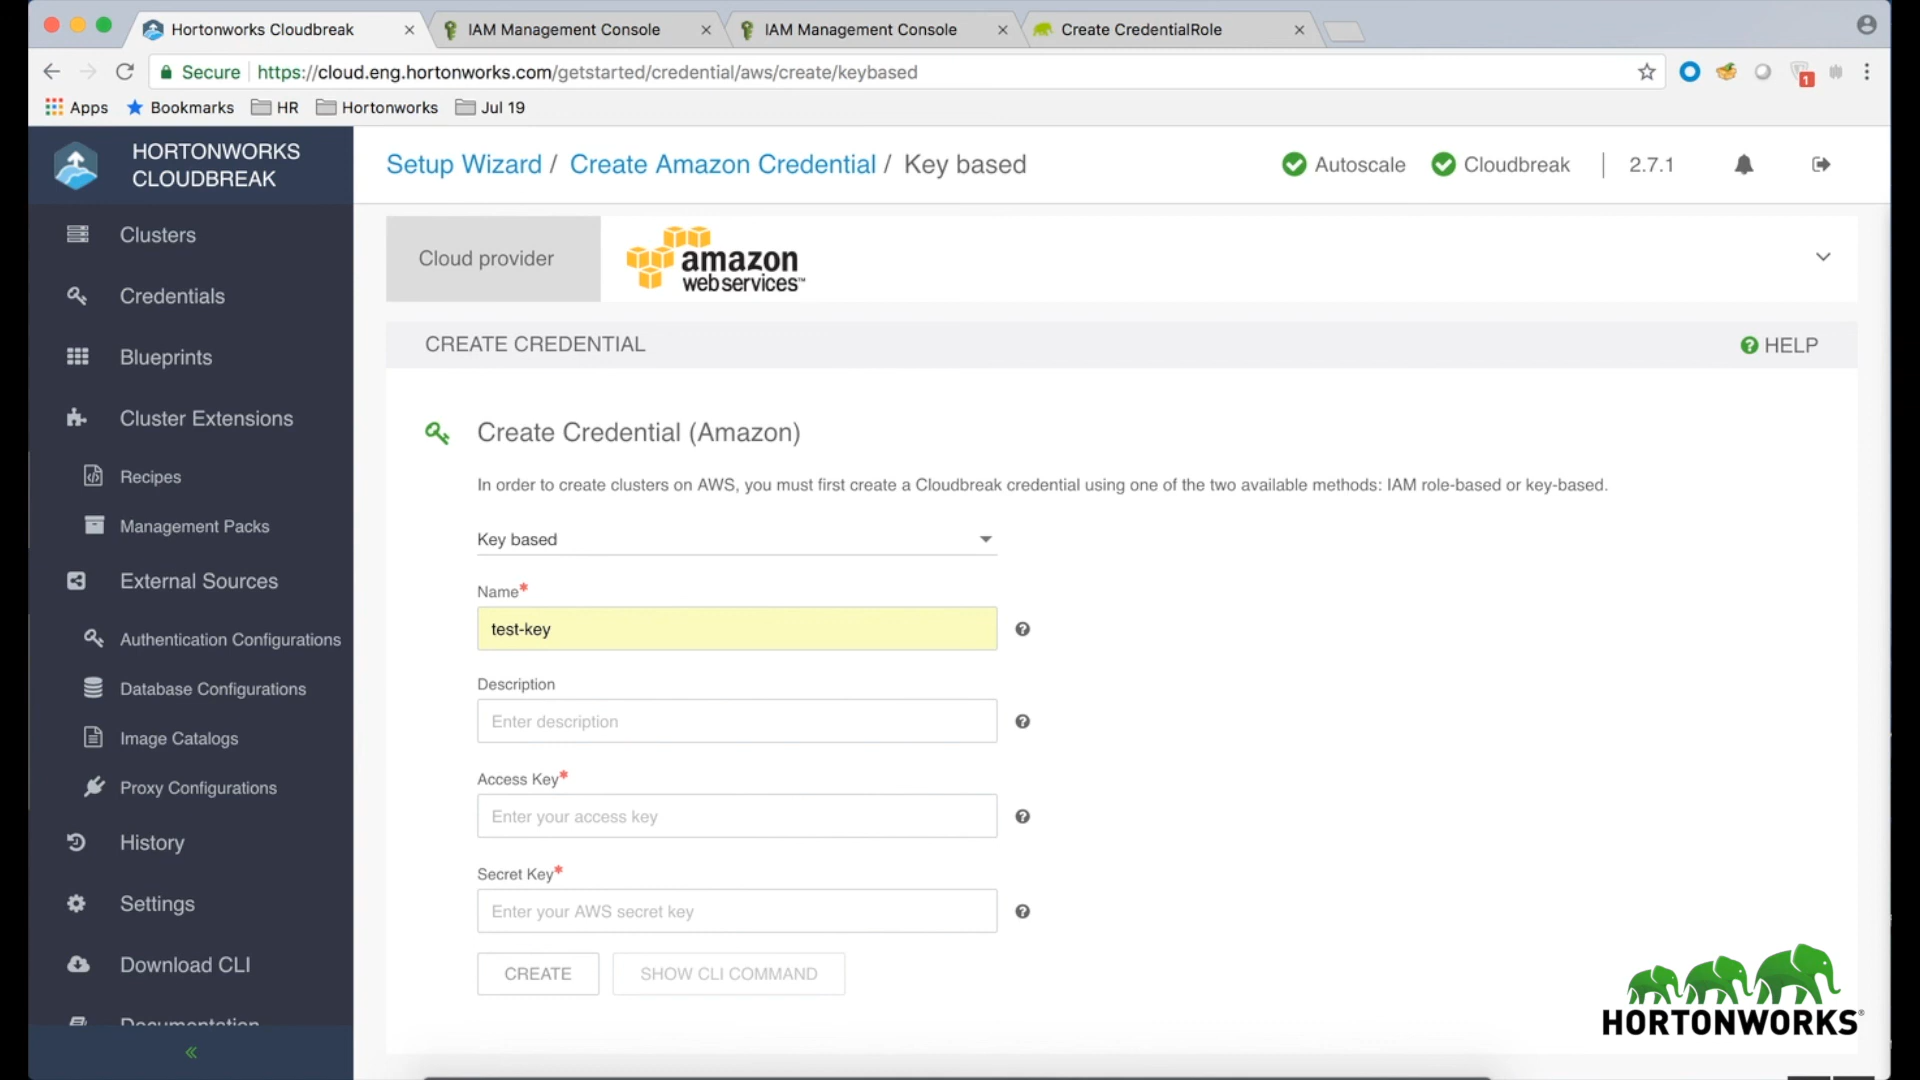 Hortonworks Cloudbreak
IAM Management Console
IAM Management Console
Create CredentialRole
Secure
https://cloud.eng.hortonworks.com/getstarted/credential/aws/create/keybased
1
Apps
Bookmarks
HR
Hortonworks
Jul 19
HORTONWORKS
CLOUDBREAK
Setup Wizard / Create Amazon Credential / Key based
Autoscale
Cloudbreak
2.7.1
Clusters
Credentials
Blueprints
Cluster Extensions
Recipes
Management Packs
External Sources
Authentication Configurations
Database Configurations
Image Catalogs
Proxy Configurations
History
Settings
Download CLI
Documentation
«
Cloud provider
amazon
web services™
CREATE CREDENTIAL
HELP
Create Credential (Amazon)
In order to create clusters on AWS, you must first create a Cloudbreak credential using one of the two available methods: IAM role-based or key-based.
Key based
Name*
test-key
Description
Enter description
Access Key*
Enter your access key
Secret Key*
Enter your AWS secret key
CREATE
SHOW CLI COMMAND
HORTONWORKS®